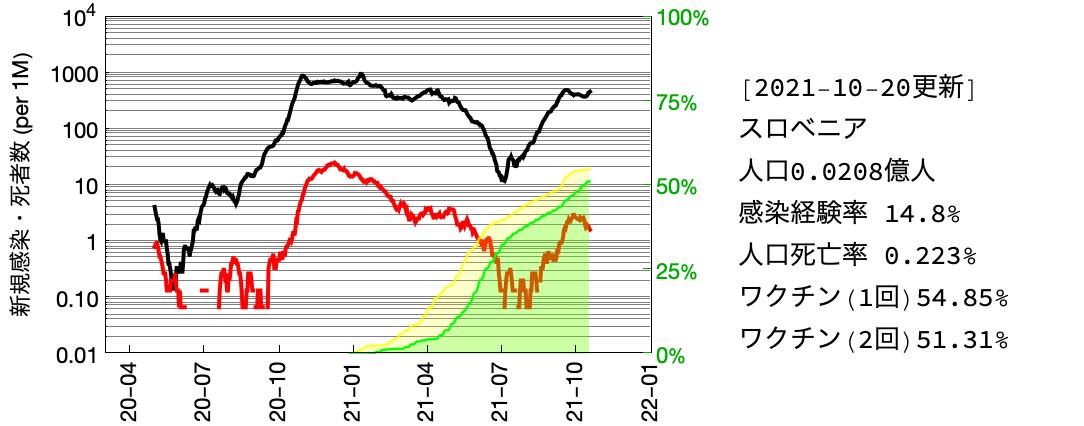 新規感染・死者数 (per 1M)
10^4
1000
100
10
1
0.10
0.01
100%
75%
50%
25%
0%
20-04
20-07
20-10
21-01
21-04
21-07
21-10
22-01
[2021-10-20更新]
スロベニア
人口0.0208億人
感染経験率 14.8%
人口死亡率 0.223%
ワクチン(1回)54.85%
ワクチン(2回)51.31%